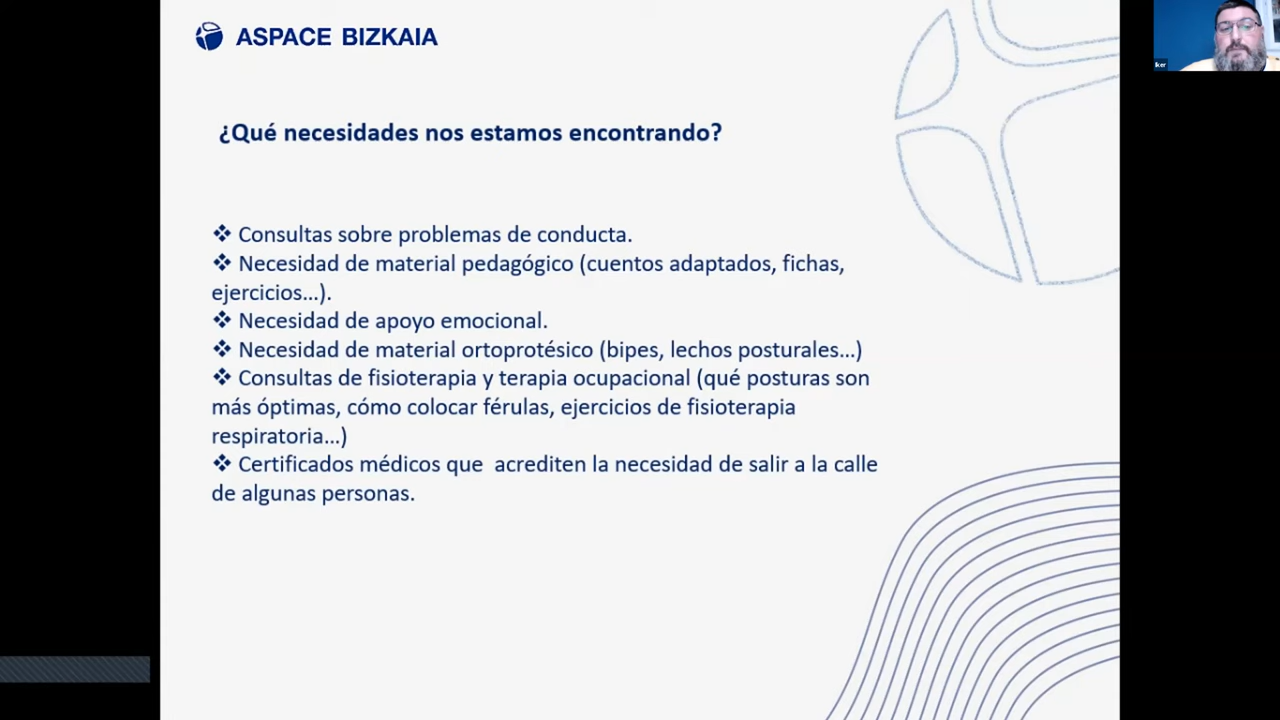 ASPACE BIZKAIA
¿Qué necesidades nos estamos encontrando?
❖ Consultas sobre problemas de conducta.
❖ Necesidad de material pedagógico (cuentos adaptados, fichas,
ejercicios...).
❖ Necesidad de apoyo emocional.
❖ Necesidad de material ortoprotésico (bipes, lechos posturales...)
❖ Consultas de fisioterapia y terapia ocupacional (qué posturas son
más óptimas, cómo colocar férulas, ejercicios de fisioterapia
respiratoria...)
❖ Certificados médicos que  acrediten la necesidad de salir a la calle
de algunas personas.